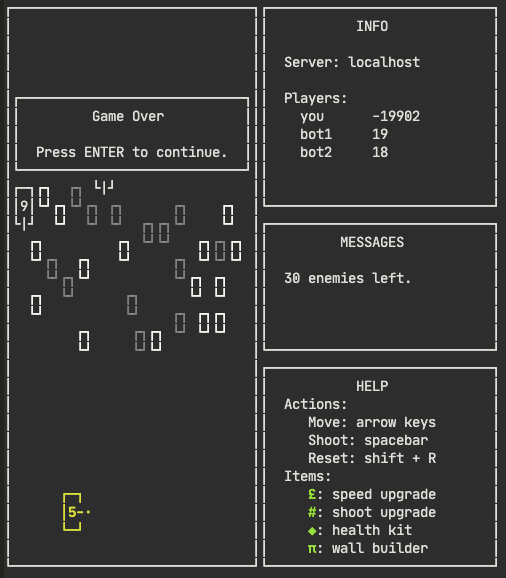 Game Over
Press ENTER to continue.
9
5
INFO
Server: localhost
Players:
you -19902
bot1 19
bot2 18
MESSAGES
30 enemies left.
HELP
Actions:
Move: arrow keys
Shoot: spacebar
Reset: shift + R
Items:
£: speed upgrade
#: shoot upgrade
◆: health kit
π: wall builder